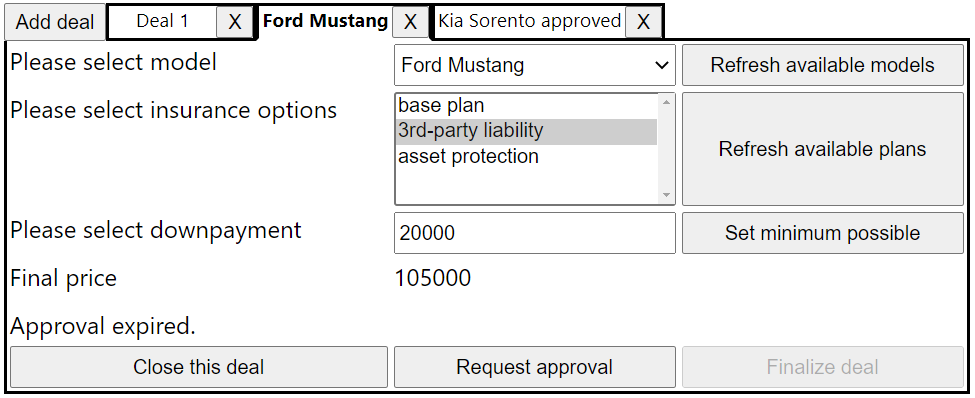 Add deal Deal 1 X Ford Mustang X Kia Sorento approved X
Please select model Ford Mustang Refresh available models
Please select insurance options base plan
3rd-party liability
asset protection
Refresh available plans
Please select downpayment 20000 Set minimum possible
Final price 105000
Approval expired.
Close this deal Request approval Finalize deal